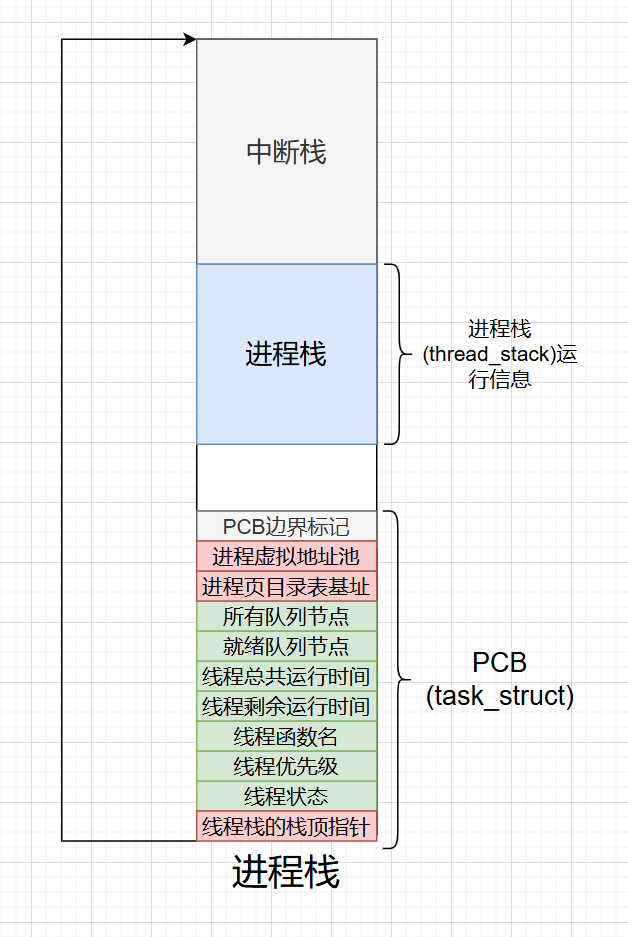 中断栈
进程栈
进程栈
(thread_stack)运
行信息
PCB边界标记
进程虚拟地址池
进程页目录表基址
所有队列节点
就绪队列节点
线程总共运行时间
线程剩余运行时间
线程函数名
线程优先级
线程状态
线程栈的栈顶指针
PCB
(task_struct)
进程栈